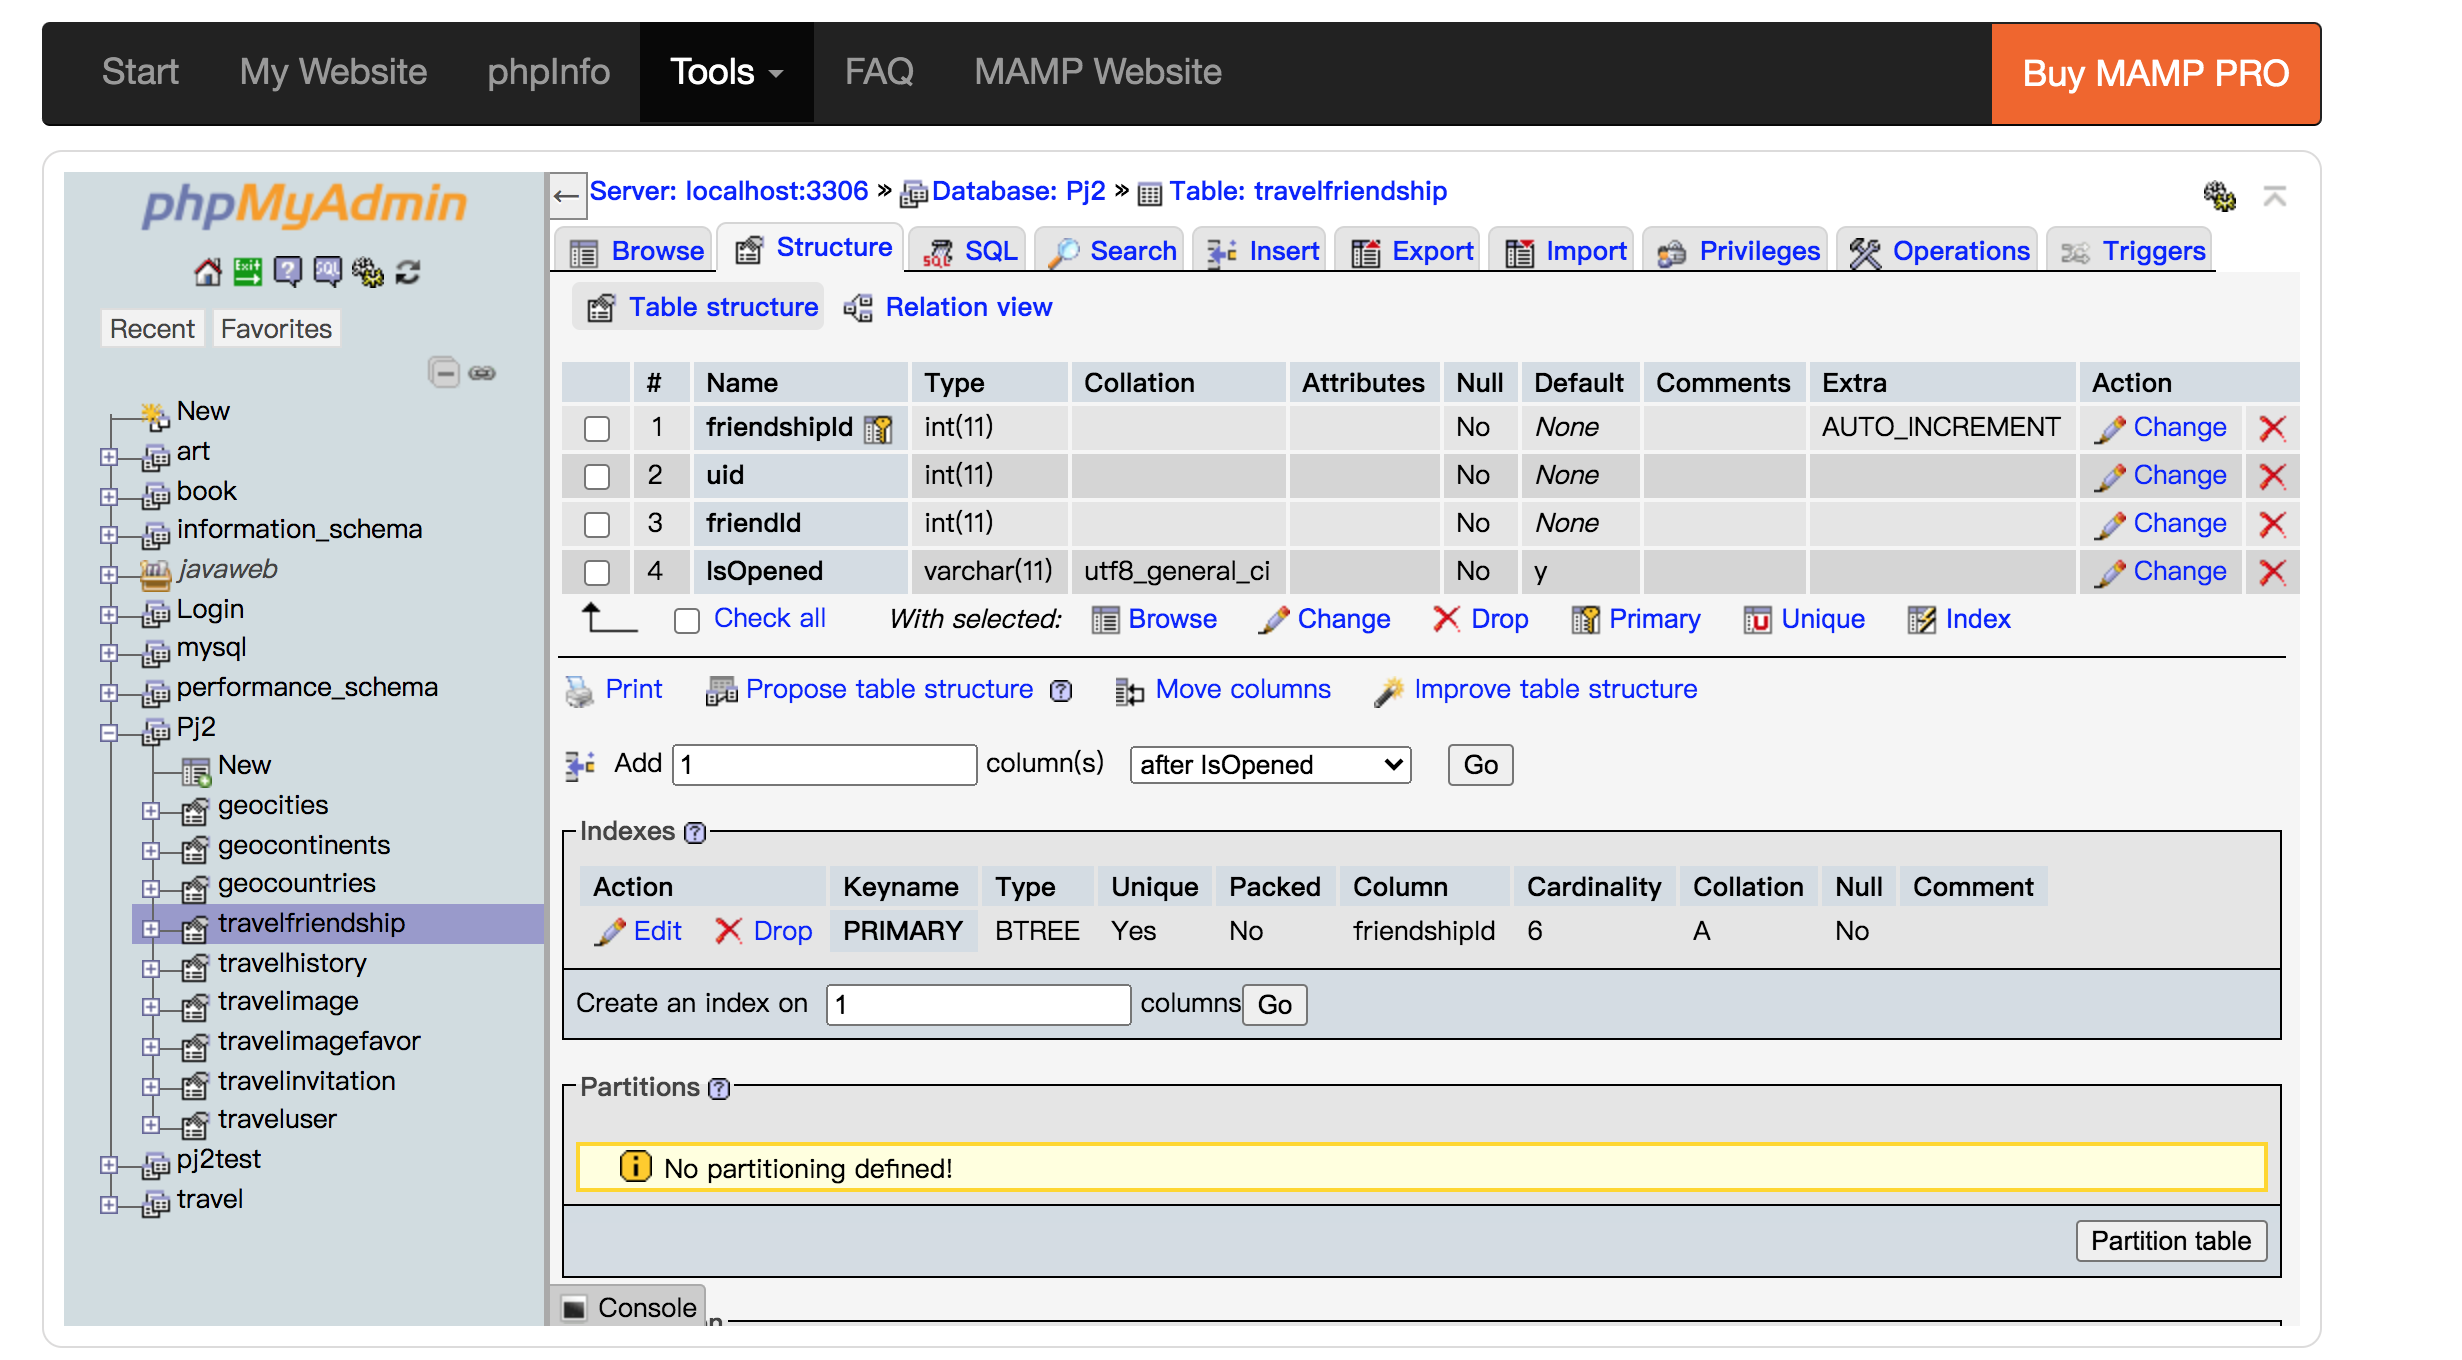 Start My Website phpInfo Tools FAQ MAMP Website Buy MAMP PRO
phpMyAdmin
Exit ? SQL
Recent Favorites
New
art
book
information_schema
javaweb
Login
mysql
performance_schema
Pj2
New
geocities
geocontinents
geocountries
travelfriendship
travelhistory
travelimage
travelimagefavor
travelinvitation
traveluser
pj2test
travel
Server: localhost:3306 » Database: Pj2 » Table: travelfriendship
Browse Structure SQL Search Insert Export Import Privileges Operations Triggers
Table structure Relation view
# Name Type Collation Attributes Null Default Comments Extra Action
1 friendshipId int(11) No None AUTO_INCREMENT Change
2 uid int(11) No None Change
3 friendId int(11) No None Change
4 IsOpened varchar(11) utf8_general_ci No y Change
Check all With selected: Browse Change Drop Primary Unique Index
Print Propose table structure ? Move columns Improve table structure
Add 1 column(s) after IsOpened Go
Indexes ?
Action Keyname Type Unique Packed Column Cardinality Collation Null Comment
Edit Drop PRIMARY BTREE Yes No friendshipId 6 A No
Create an index on 1 columns Go
Partitions ?
No partitioning defined!
Partition table
Console